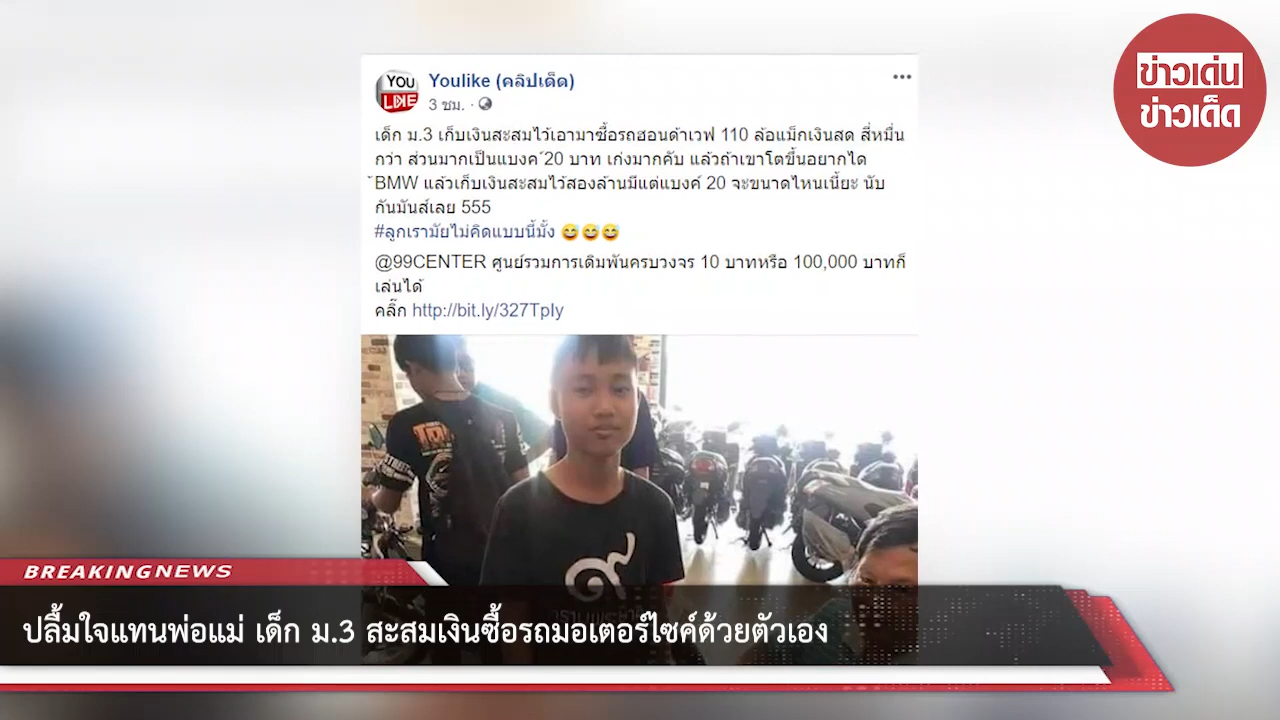 ข่าวเด่น
ข่าวเด็ด
YOU
LIKE
Youlike (คลิปเด็ด)
3 ชม.
เด็ก ม.3 เก็บเงินสะสมไว้เอามาซื้อรถฮอนด้าเวฟ 110 ล้อแม็กเงินสด สี่หมื่น
กว่า ส่วนมากเป็นแบงค ์20 บาท เก่งมากคับ แล้วถ้าเขาโตขึ้นอยากได
้BMW แล้วเก็บเงินสะสมไว้สองล้านมีแต่แบงค์ 20 จะขนาดไหนเนี้ยะ นับ
กันมันส์เลย 555
#ลูกเรามัยไม่คิดแบบนี้มั้ง 😅😅😅
@99CENTER ศูนย์รวมการเดิมพันครบวงจร 10 บาทหรือ 100,000 บาทก็
เล่นได้
คลิ๊ก http://bit.ly/327TpIy
๙
BREAKINGNEWS
ปลื้มใจแทนพ่อแม่ เด็ก ม.3 สะสมเงินซื้อรถมอเตอร์ไซค์ด้วยตัวเอง